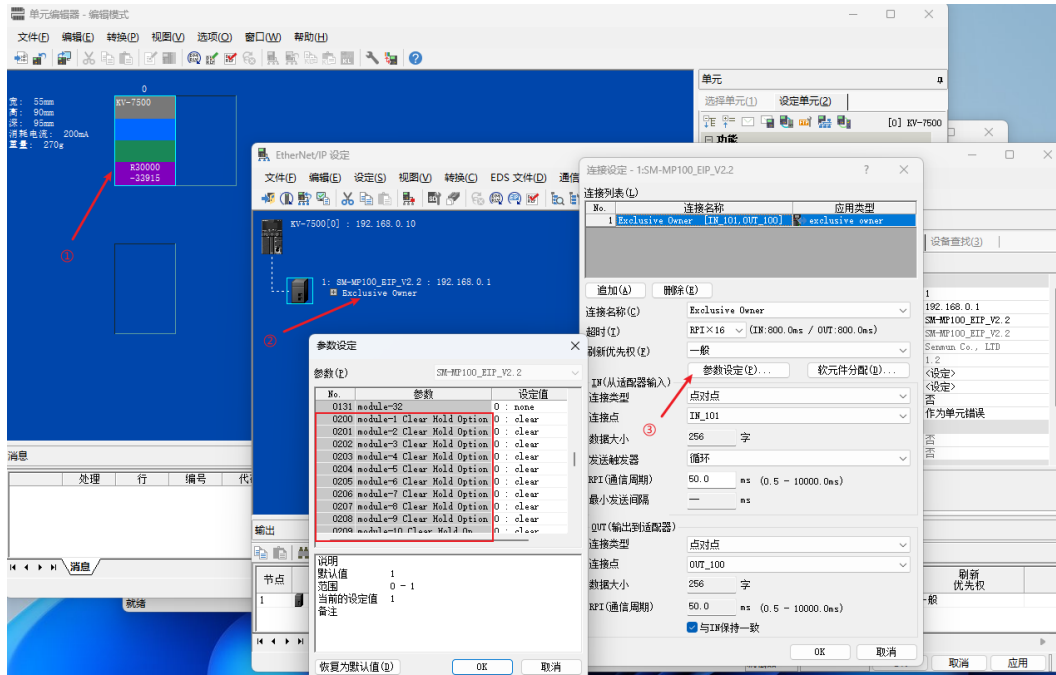 单元编辑器 - 编辑模式
文件(F) 编辑(E) 转换(P) 视图(V) 选项(O) 窗口(W) 帮助(H)
宽: 55mm
高: 90mm
深: 95mm
消耗电流: 200mA
重量: 270g
0
KV-7500
R30000
-33915
①
单元
选择单元(1) 设定单元(2)
[0] KV-7500
功能
消息
处理 行 编号
消息
就绪
EtherNet/IP 设定
文件(F) 编辑(E) 设定(S) 视图(V) 转换(C) EDS 文件(D) 通信
KV-7500[0] : 192.168.0.10
1: SM-MP100_EIP_V2.2 : 192.168.0.1
Exclusive Owner
②
输出
节点
1
参数设定
参数(P) SM-MP100_EIP_V2.2
No. 参数 设定值
0131 module-32 0 : none
0200 module-1 Clear Hold Option 0 : clear
0201 module-2 Clear Hold Option 0 : clear
0202 module-3 Clear Hold Option 0 : clear
0203 module-4 Clear Hold Option 0 : clear
0204 module-5 Clear Hold Option 0 : clear
0205 module-6 Clear Hold Option 0 : clear
0206 module-7 Clear Hold Option 0 : clear
0207 module-8 Clear Hold Option 0 : clear
0208 module-9 Clear Hold Option 0 : clear
0209 module-10 Clear Hold On 0 : clear
说明
默认值 1
范围 0 - 1
当前的设定值 1
备注
恢复为默认值(D) OK 取消
连接设定 - 1:SM-MP100_EIP_V2.2 ?
连接列表(L)
No. 连接名称 应用类型
1 Exclusive Owner [IN_101,OUT_100] exclusive owner
追加(A) 删除(E)
连接名称(C) Exclusive Owner
超时(T) RPI×16 (IN:800.0ms / OUT:800.0ms)
刷新优先权(F) 一般
参数设定(P)... 软元件分配(D)...
IN(从适配器输入)
连接类型 点对点
连接点 IN_101
③
数据大小 256 字
发送触发器 循环
RPI(通信周期) 50.0 ms (0.5 - 10000.0ms)
最小发送间隔 — ms
OUT(输出到适配器)
连接类型 点对点
连接点 OUT_100
数据大小 256 字
RPI(通信周期) 50.0 ms (0.5 - 10000.0ms)
与IN保持一致
OK 取消
设备查找(3)
1
192.168.0.1
SM-MP100_EIP_V2.2
SM-MP100_EIP_V2.2
Senmun Co., LTD
1.2
<设定>
<设定>
否
作为单元错误
否
否
刷新
优先权
一般
取消 应用